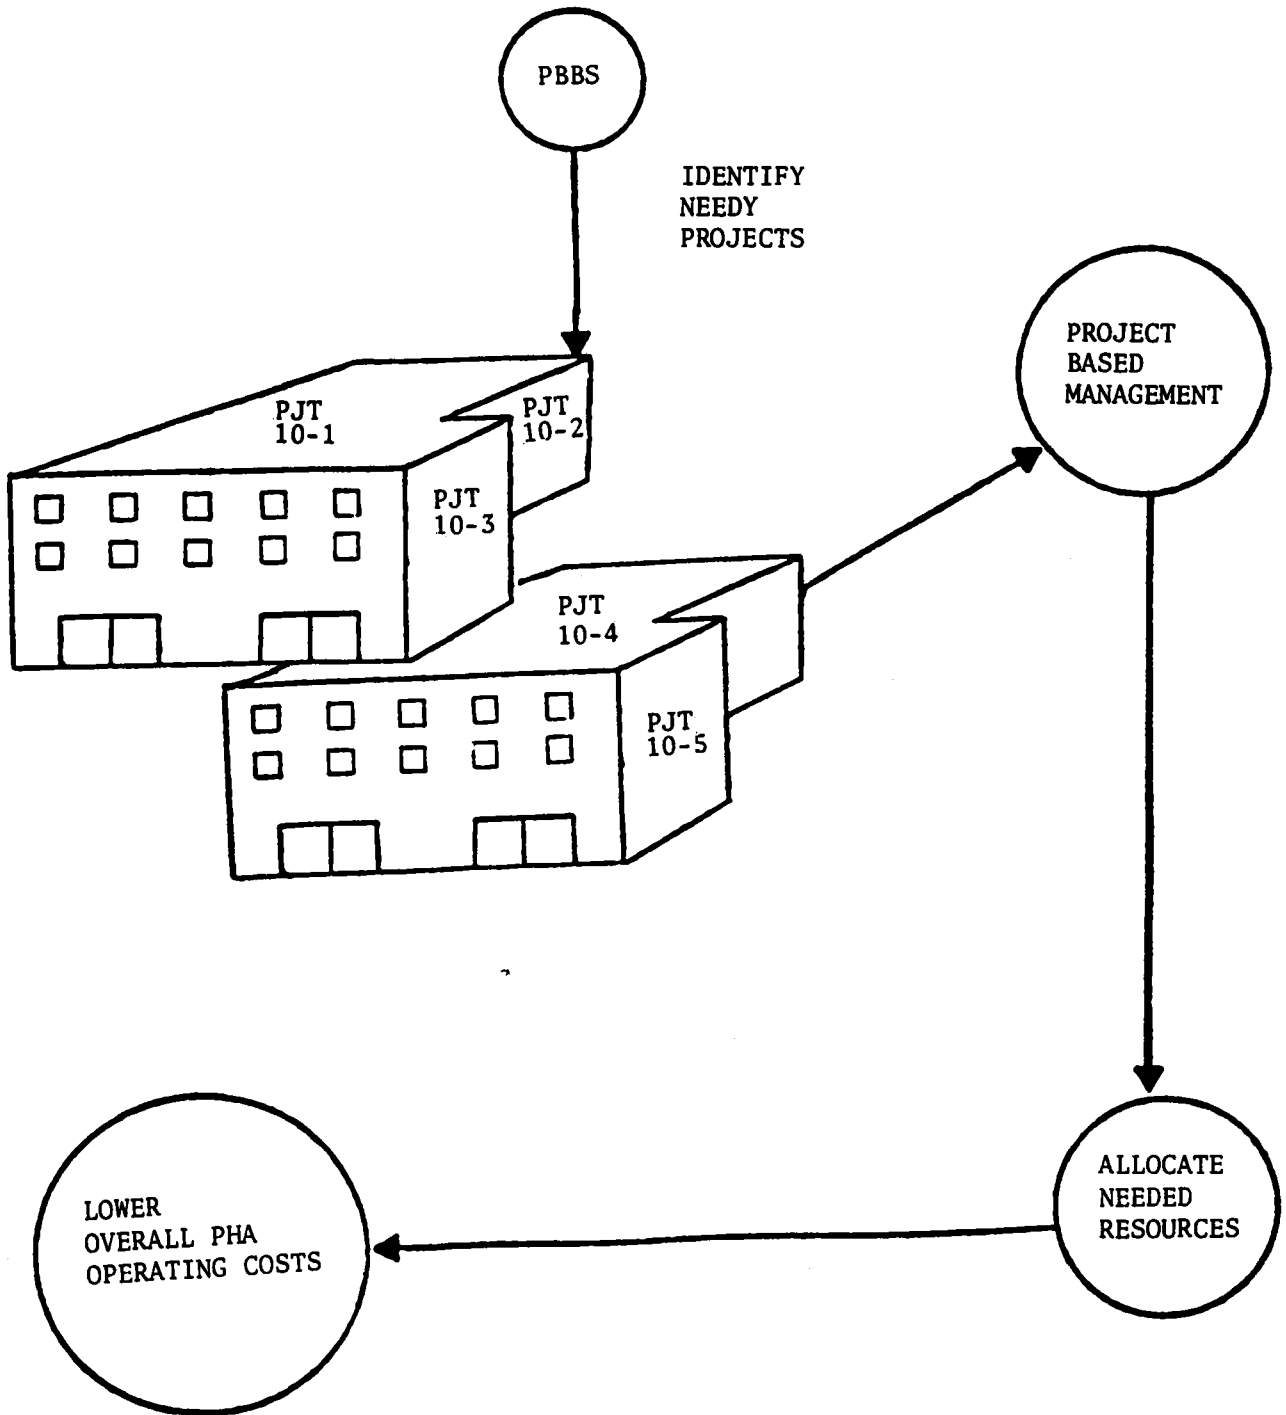 PBBS
IDENTIFY
NEEDY
PROJECTS
PROJECT
BASED
MANAGEMENT
PJT
10-1
PJT
10-2
PJT
10-3
PJT
10-4
PJT
10-5
ALLOCATE
NEEDED
RESOURCES
LOWER
OVERALL PHA
OPERATING COSTS